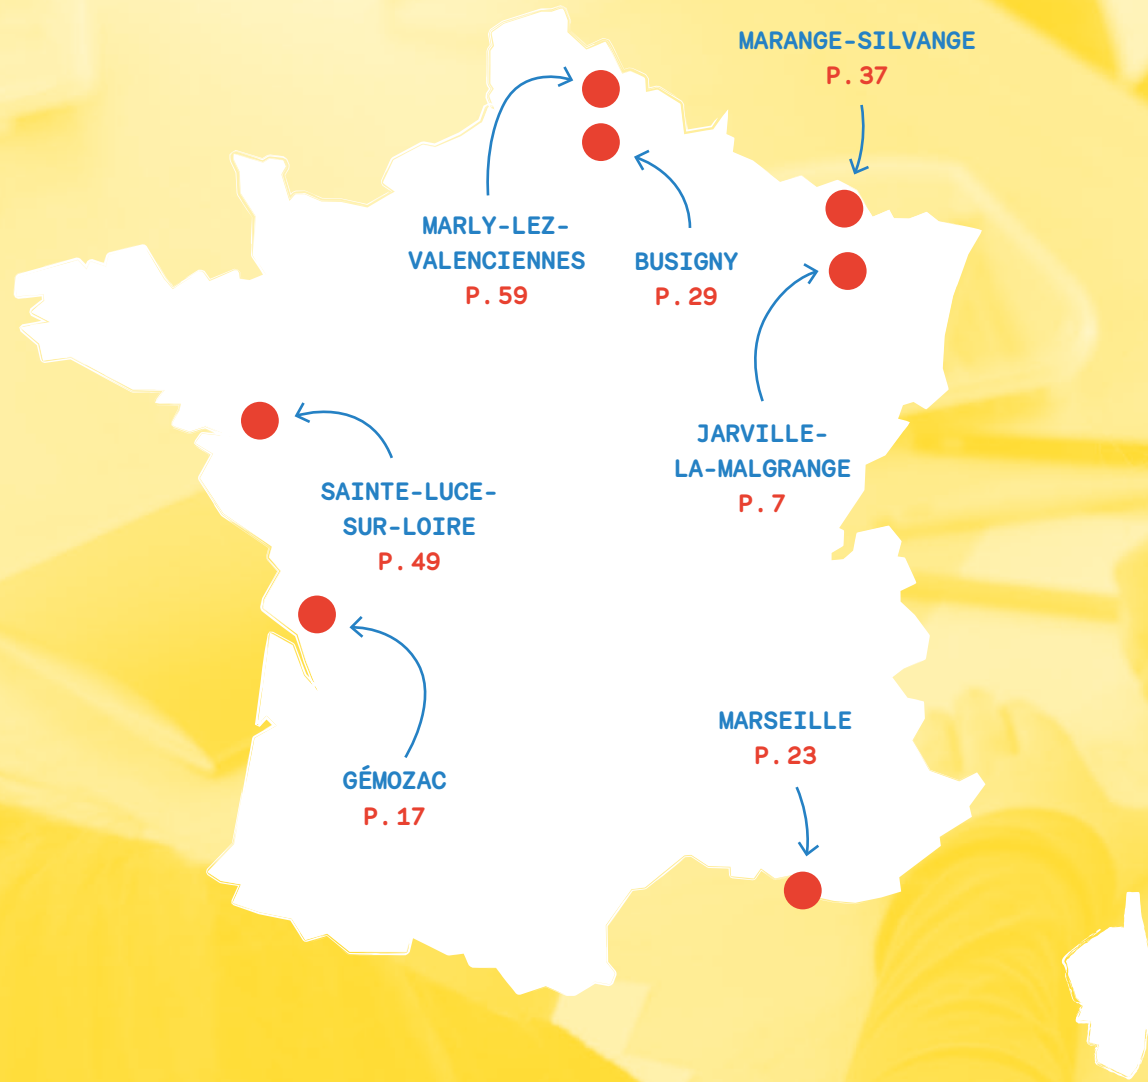 MARANGE-SILVANGE
P. 37
MARLY-LEZ-
VALENCIENNES
P. 59
BUSIGNY
P. 29
JARVILLE-
LA-MALGRANGE
P. 7
SAINTE-LUCE-
SUR-LOIRE
P. 49
GÉMOZAC
P. 17
MARSEILLE
P. 23